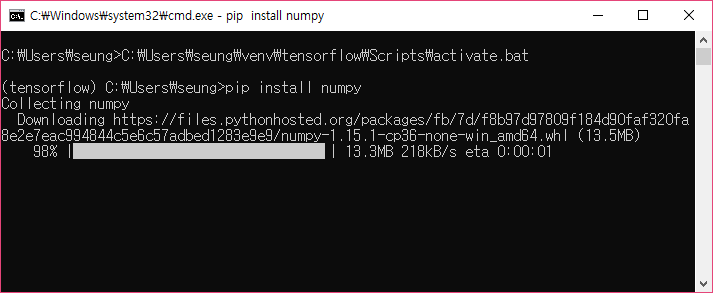 C:₩Windows₩system32₩cmd.exe - pip  install numpy
C:₩Users₩seung>C:₩Users₩seung₩venv₩tensorflow₩Scripts₩activate.bat
(tensorflow) C:₩Users₩seung>pip install numpy
Collecting numpy
  Downloading https://files.pythonhosted.org/packages/fb/7d/f8b97d97809f184d90faf320fa
8e2e7eac994844c5e6c57adbed1283e9e9/numpy-1.15.1-cp36-none-win_amd64.whl (13.5MB)
    98% | | 13.3MB 218kB/s eta 0:00:01